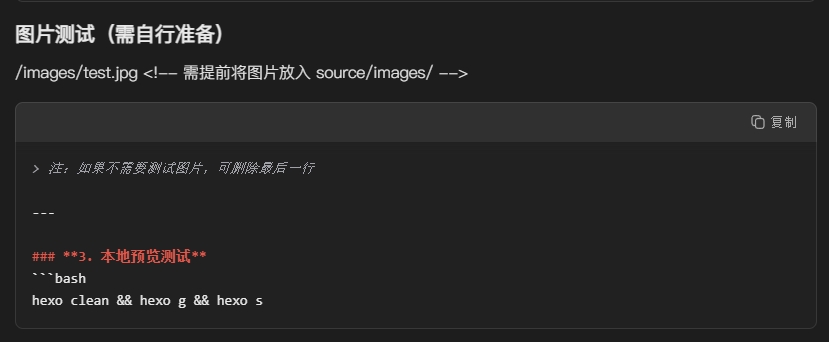 图片测试（需自行准备）
/images/test.jpg <!-- 需提前将图片放入 source/images/ -->
复制
> 注：如果不需要测试图片，可删除最后一行
---
### **3. 本地预览测试**
```bash
hexo clean && hexo g && hexo s